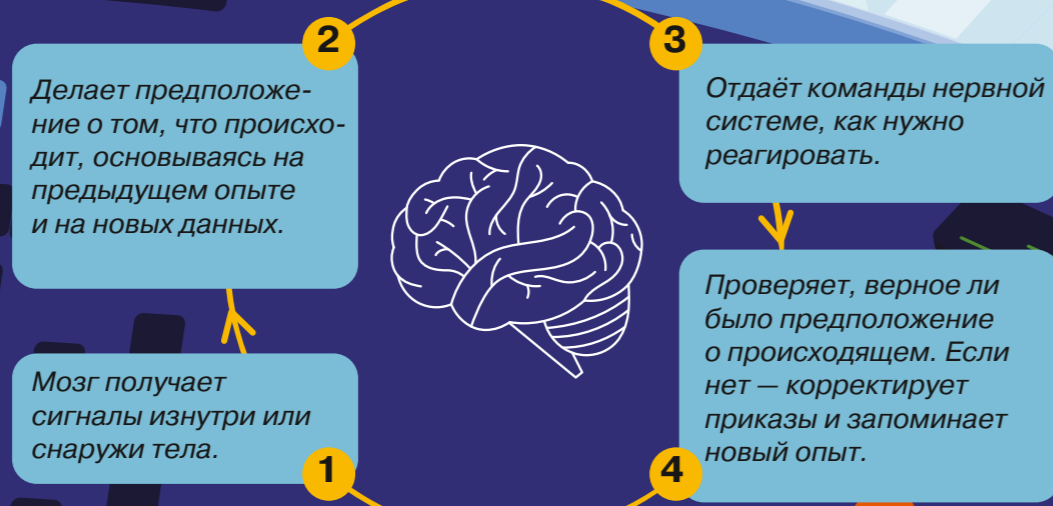 2
Делает предположе-
ние о том, что происхо-
дит, основываясь на
предыдущем опыте
и на новых данных.
3
Отдаёт команды нервной
системе, как нужно
реагировать.
Мозг получает
сигналы изнутри или
снаружи тела.
1
Проверяет, верное ли
было предположение
о происходящем. Если
нет — корректирует
приказы и запоминает
новый опыт.
4